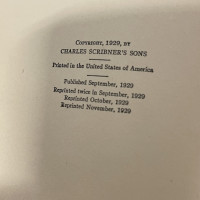 COPYRIGHT, 1929, BY
CHARLES SCRIBNER'S SONS
Printed in the United States of America
Published September, 1929
Reprinted twice in September, 1929
Reprinted October, 1929
Reprinted November, 1929